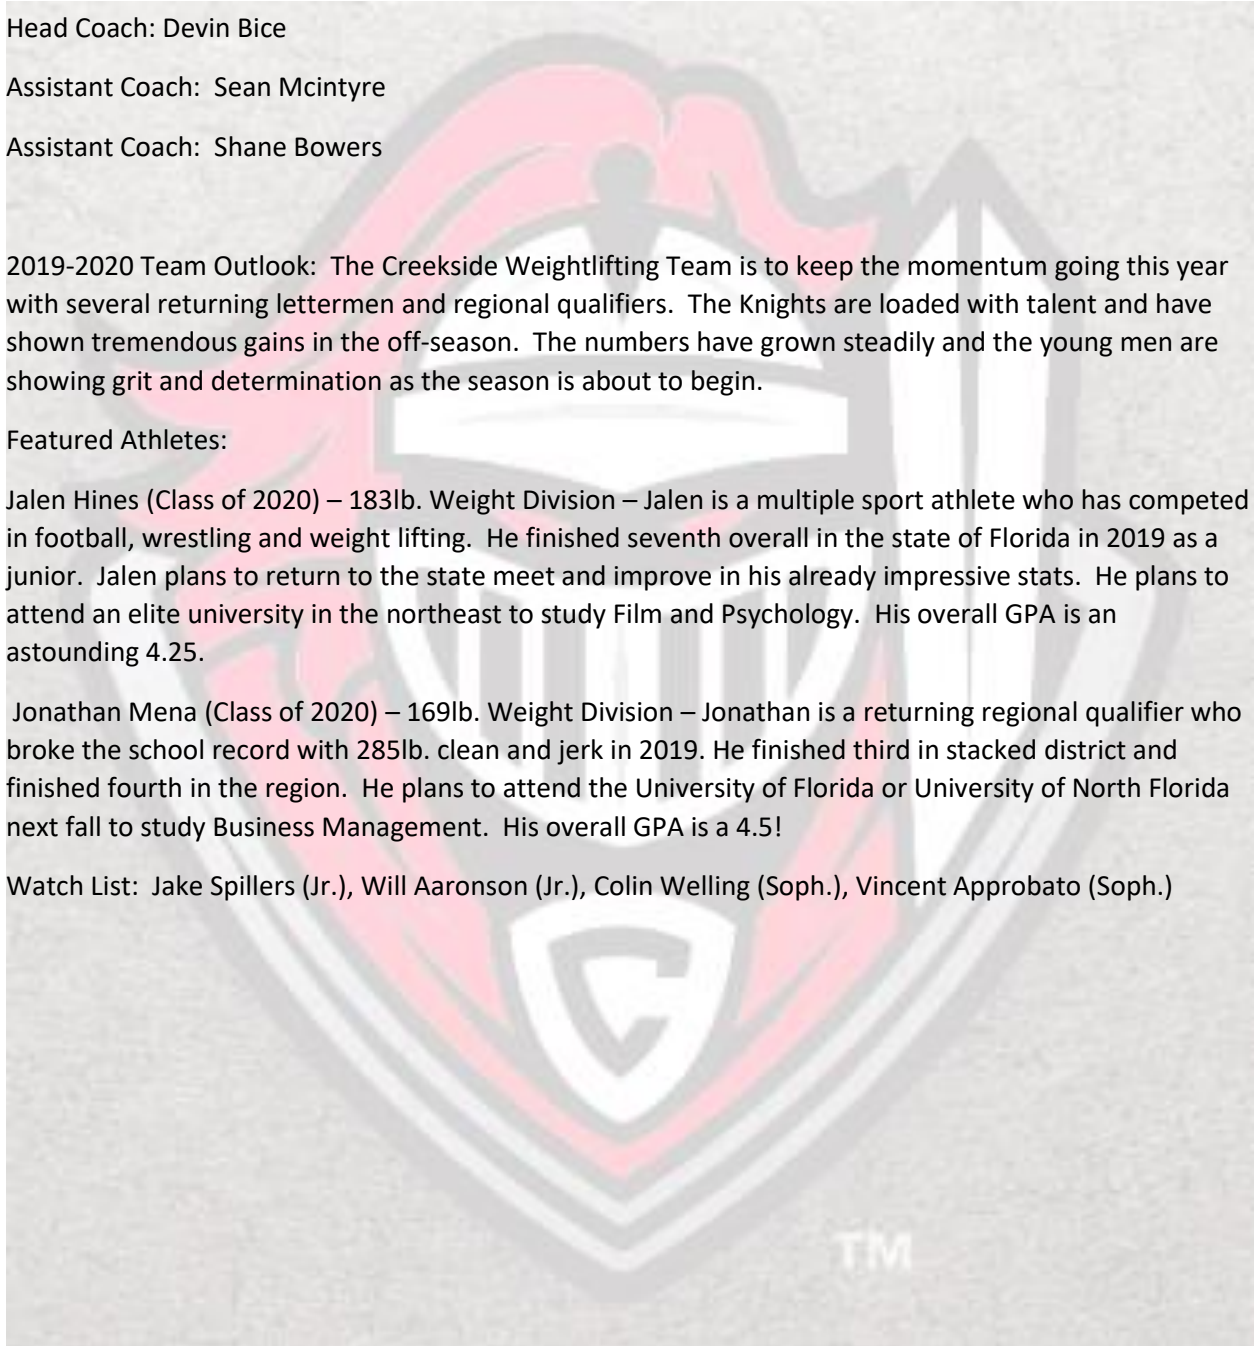 Head Coach: Devin Bice
Assistant Coach:  Sean Mcintyre
Assistant Coach:  Shane Bowers
2019-2020 Team Outlook:  The Creekside Weightlifting Team is to keep the momentum going this year
with several returning lettermen and regional qualifiers.  The Knights are loaded with talent and have
shown tremendous gains in the off-season.  The numbers have grown steadily and the young men are
showing grit and determination as the season is about to begin.
Featured Athletes:
Jalen Hines (Class of 2020) – 183lb. Weight Division – Jalen is a multiple sport athlete who has competed
in football, wrestling and weight lifting.  He finished seventh overall in the state of Florida in 2019 as a
junior.  Jalen plans to return to the state meet and improve in his already impressive stats.  He plans to
attend an elite university in the northeast to study Film and Psychology.  His overall GPA is an
astounding 4.25.
Jonathan Mena (Class of 2020) – 169lb. Weight Division – Jonathan is a returning regional qualifier who
broke the school record with 285lb. clean and jerk in 2019. He finished third in stacked district and
finished fourth in the region.  He plans to attend the University of Florida or University of North Florida
next fall to study Business Management.  His overall GPA is a 4.5!
Watch List:  Jake Spillers (Jr.), Will Aaronson (Jr.), Colin Welling (Soph.), Vincent Approbato (Soph.)
C
TM